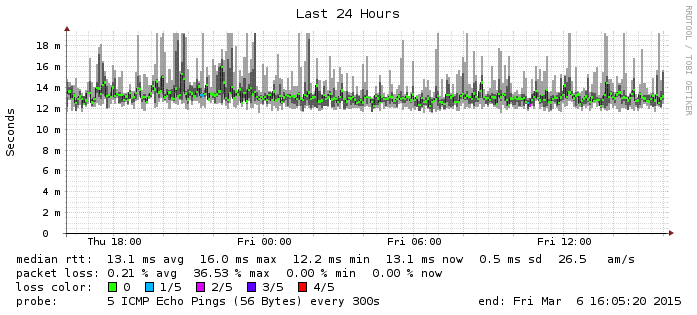 Last 24 Hours
RRDTOOL / TOBI OETIKER
Seconds
18 m
16 m
14 m
12 m
10 m
8 m
6 m
4 m
2 m
0
Thu 18:00 Fri 00:00 Fri 06:00 Fri 12:00
median rtt: 13.1 ms avg 16.0 ms max 12.2 ms min 13.1 ms now 0.5 ms sd 26.5 am/s
packet loss: 0.21 % avg 36.53 % max 0.00 % min 0.00 % now
loss color: 0 1/5 2/5 3/5 4/5
probe: 5 ICMP Echo Pings (56 Bytes) every 300s end: Fri Mar 6 16:05:20 2015